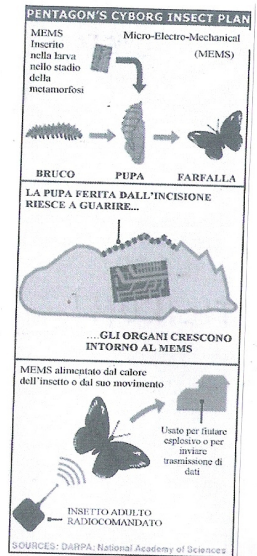 PENTAGON'S CYBORG INSECT PLAN
MEMS
Inserito
nella larva
nello stadio
della
metamorfosi
Micro-Electro-Mechanical
(MEMS)
BRUCO
PUPA
FARFALLA
LA PUPA FERITA DALL'INCISIONE
RIESCE A GUARIRE...
....GLI ORGANI CRESCONO
INTORNO AL MEMS
MEMS alimentato dal calore
dell'insetto o dal suo movimento
Usato per fiutare
esplosivo o per
inviare
trasmissione di
dati
INSETTO ADULTO
RADIOCOMANDATO
SOURCES: DARPA; National Academy of Sciences